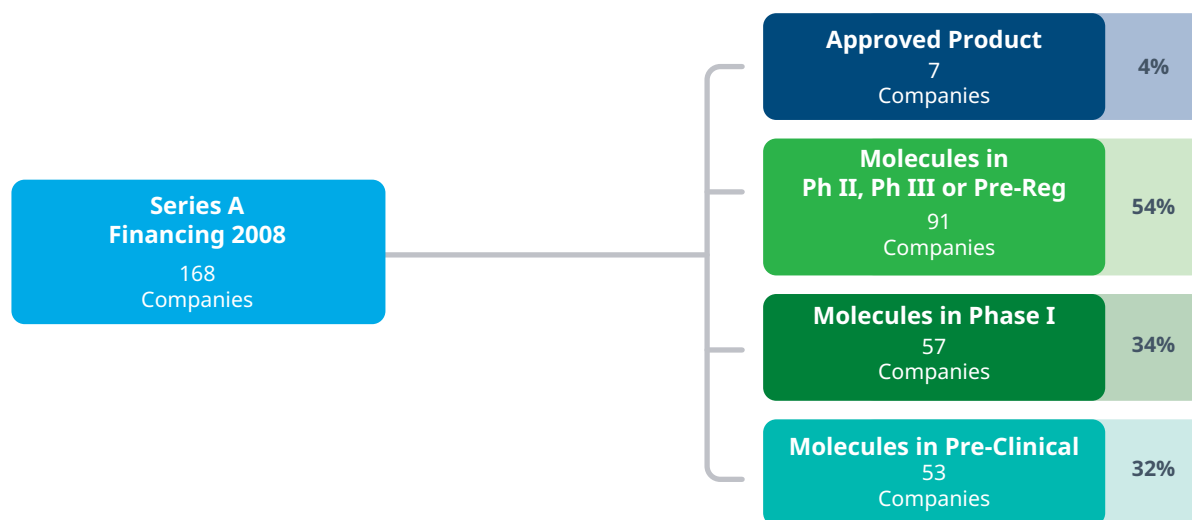 Series A
Financing 2008
168
Companies
Approved Product
7
Companies
4%
Molecules in
Ph II, Ph III or Pre-Reg
91
Companies
54%
Molecules in Phase I
57
Companies
34%
Molecules in Pre-Clinical
53
Companies
32%